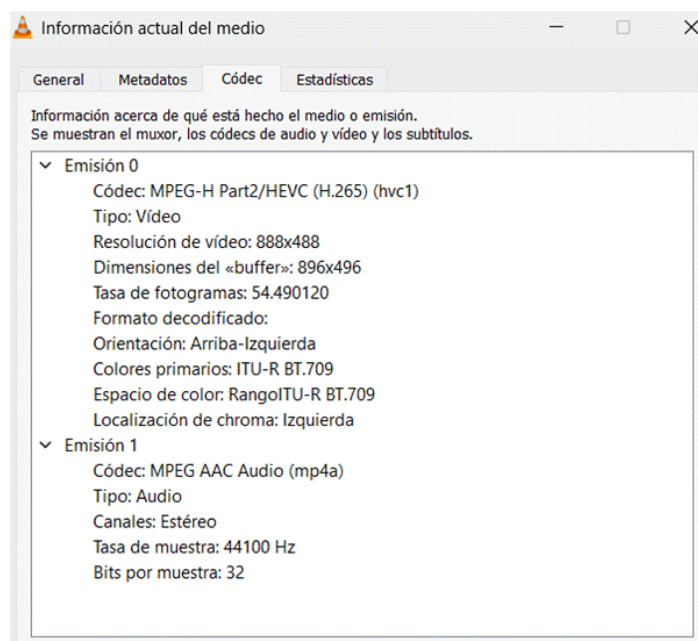 Información actual del medio
General Metadatos Códec Estadísticas
Información acerca de qué está hecho el medio o emisión.
Se muestran el muxor, los códecs de audio y vídeo y los subtítulos.
Emisión 0
Códec: MPEG-H Part2/HEVC (H.265) (hvc1)
Tipo: Vídeo
Resolución de vídeo: 888x488
Dimensiones del «buffer»: 896x496
Tasa de fotogramas: 54.490120
Formato decodificado:
Orientación: Arriba-Izquierda
Colores primarios: ITU-R BT.709
Espacio de color: RangoITU-R BT.709
Localización de chroma: Izquierda
Emisión 1
Códec: MPEG AAC Audio (mp4a)
Tipo: Audio
Canales: Estéreo
Tasa de muestra: 44100 Hz
Bits por muestra: 32